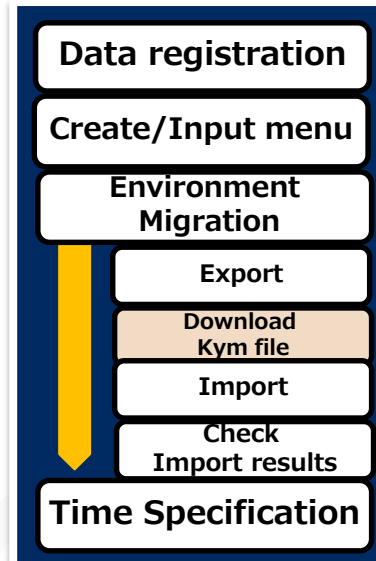 Data registration
Create/Input menu
Environment
Migration
Export
Download
Kym file
Import
Check
Import results
Time Specification